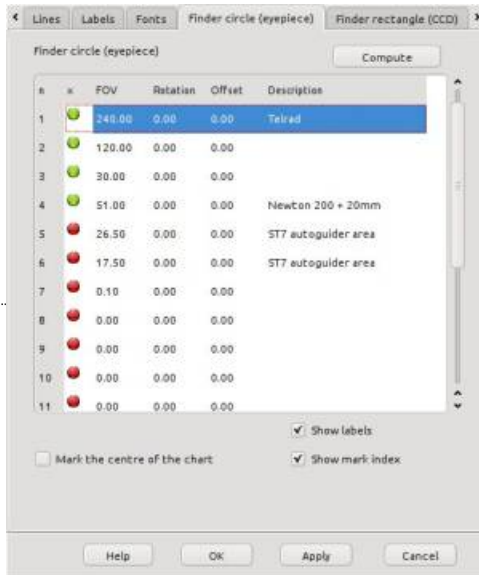 Lines Labels Fonts Finder circle (eyepiece) Finder rectangle (CCD)
Finder circle (eyepiece) Compute
n x FOV Rotation Offset Description
1 240.00 0.00 0.00 Telrad
2 120.00 0.00 0.00
3 30.00 0.00 0.00
4 51.00 0.00 0.00 Newton 200 + 20mm
5 26.50 0.00 0.00 ST7 autoguider area
6 17.50 0.00 0.00 ST7 autoguider area
7 0.10 0.00 0.00
8 0.00 0.00 0.00
9 0.00 0.00 0.00
10 0.00 0.00 0.00
11 0.00 0.00 0.00
Show labels
Mark the centre of the chart Show mark index
Help OK Apply Cancel